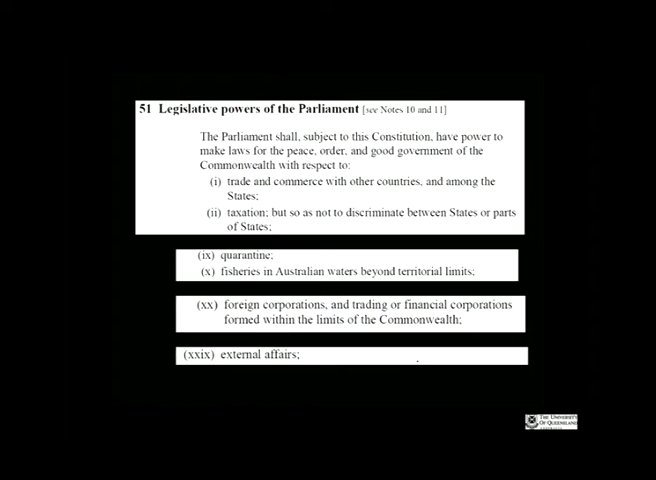 51 Legislative powers of the Parliament [see Notes 10 and 11]
The Parliament shall, subject to this Constitution, have power to
make laws for the peace, order, and good government of the
Commonwealth with respect to:
(i) trade and commerce with other countries, and among the
States;
(ii) taxation; but so as not to discriminate between States or parts
of States;
(ix) quarantine;
(x) fisheries in Australian waters beyond territorial limits;
(xx) foreign corporations, and trading or financial corporations
formed within the limits of the Commonwealth;
(xxix) external affairs;
THE UNIVERSITY
OF QUEENSLAND